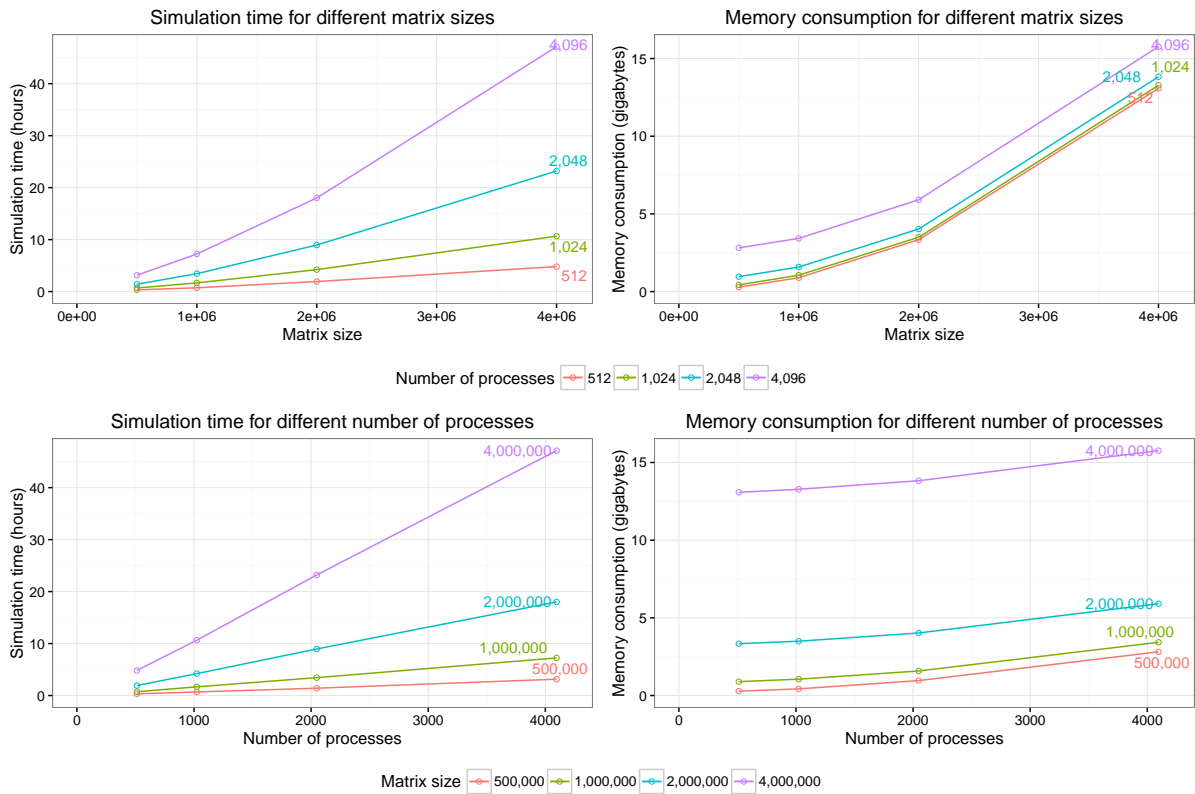 Simulation time for different matrix sizes
Simulation time (hours)
40
30
20
10
0
4,096
2,048
1,024
512
0e+00 1e+06 2e+06 3e+06 4e+06
Matrix size
Memory consumption for different matrix sizes
Memory consumption (gigabytes)
15
10
5
0
4,096
1,024
2,048
512
0e+00 1e+06 2e+06 3e+06 4e+06
Matrix size
Number of processes 512 1,024 2,048 4,096
Simulation time for different number of processes
Simulation time (hours)
40
30
20
10
0
4,000,000
2,000,000
1,000,000
500,000
0 1000 2000 3000 4000
Number of processes
Memory consumption for different number of processes
Memory consumption (gigabytes)
15
10
5
0
4,000,000
2,000,000
1,000,000
500,000
0 1000 2000 3000 4000
Number of processes
Matrix size 500,000 1,000,000 2,000,000 4,000,000